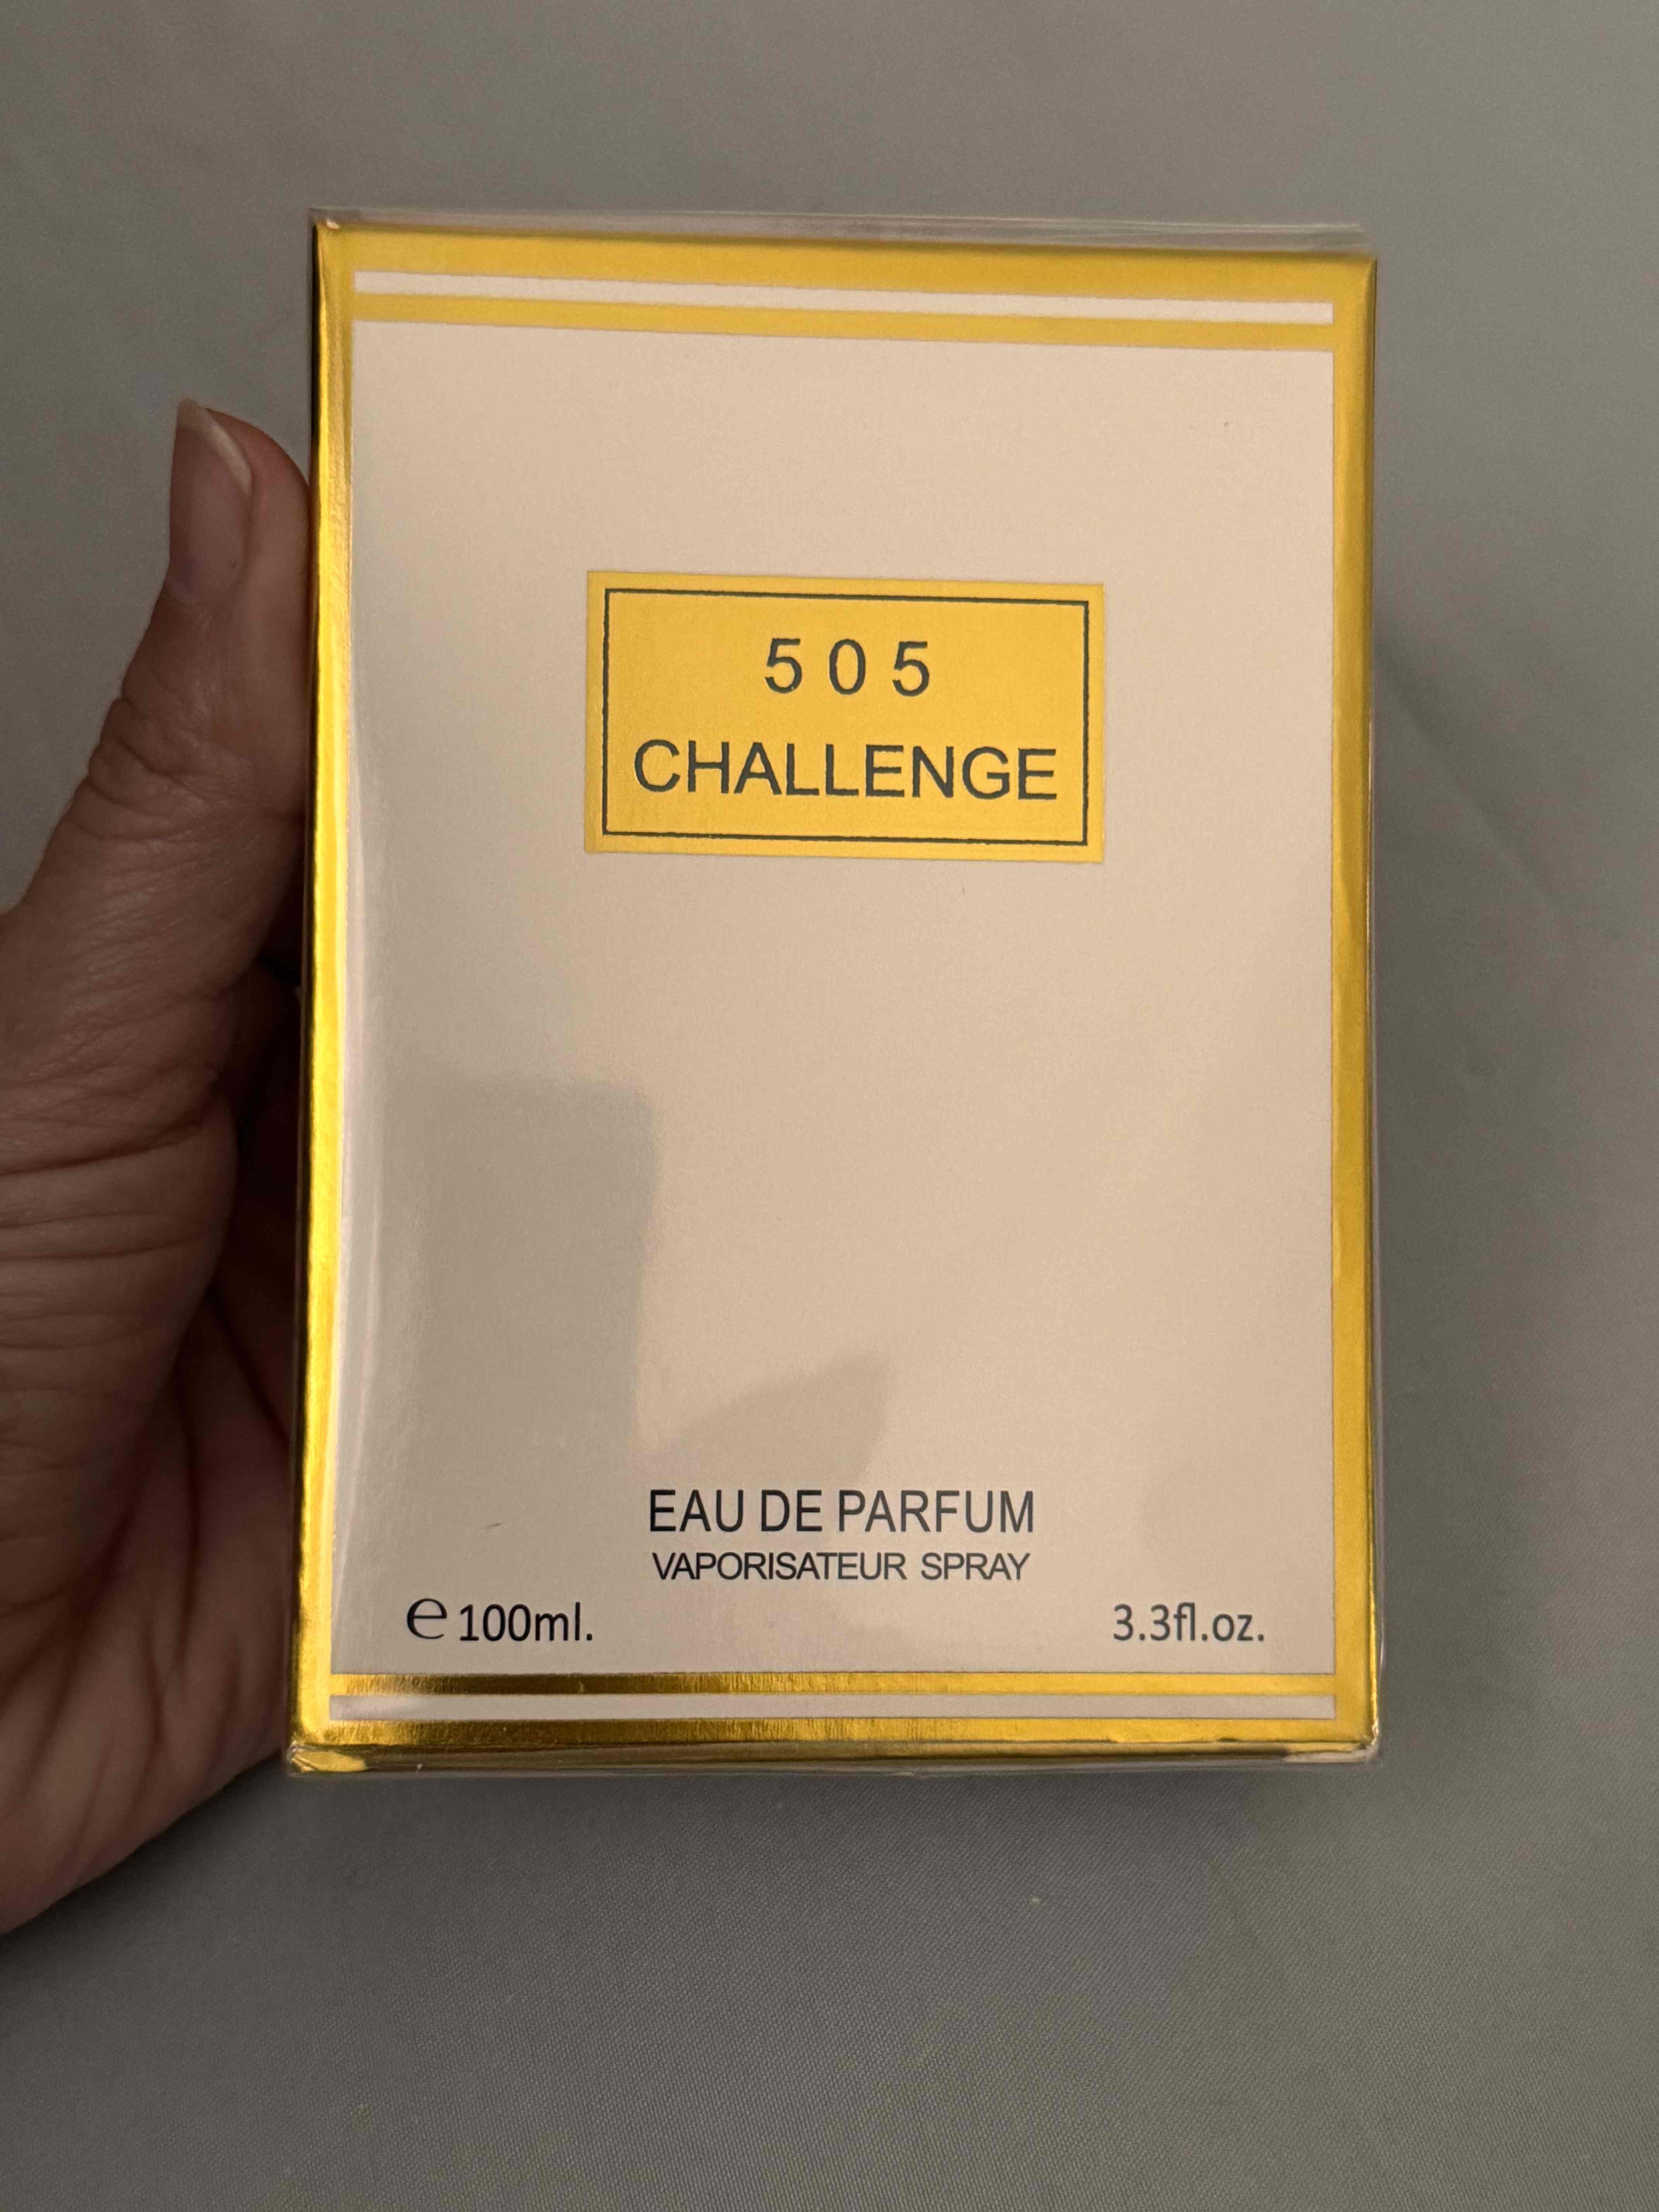 505
CHALLENGE
EAU DE PARFUM
VAPORISATEUR SPRAY
℮ 100ml. 3.3fl.oz.